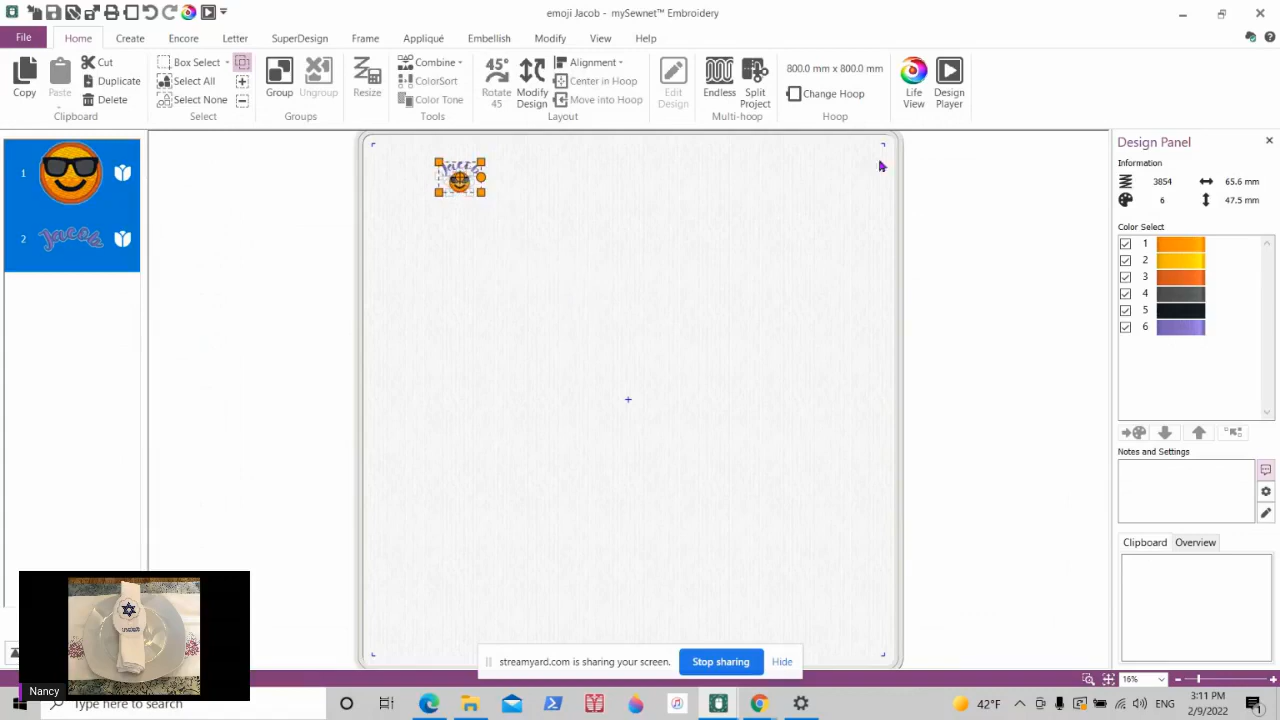 emoji Jacob - mySewnet™ Embroidery
File Home Create Encore Letter SuperDesign Frame Appliqué Embellish Modify View Help
Copy
Paste
Cut
Duplicate
Delete
Clipboard
Box Select
Select All
Select None
Select
Group
Ungroup
Groups
Resize
Combine
ColorSort
Color Tone
Tools
Rotate
45
45°
Modify
Design
Alignment
Center in Hoop
Move into Hoop
Layout
Edit
Design
Endless
Split
Project
Multi-hoop
800.0 mm x 800.0 mm
Change Hoop
Hoop
Life
View
Design
Player
1
2 Jacob
Jacob
Design Panel
Information
3854 65.6 mm
6 47.5 mm
Color Select
1
2
3
4
5
6
Notes and Settings
Clipboard Overview
Nancy
streamyard.com is sharing your screen. Stop sharing Hide
16%
Type here to search
42°F
ENG
3:11 PM
2/9/2022
1